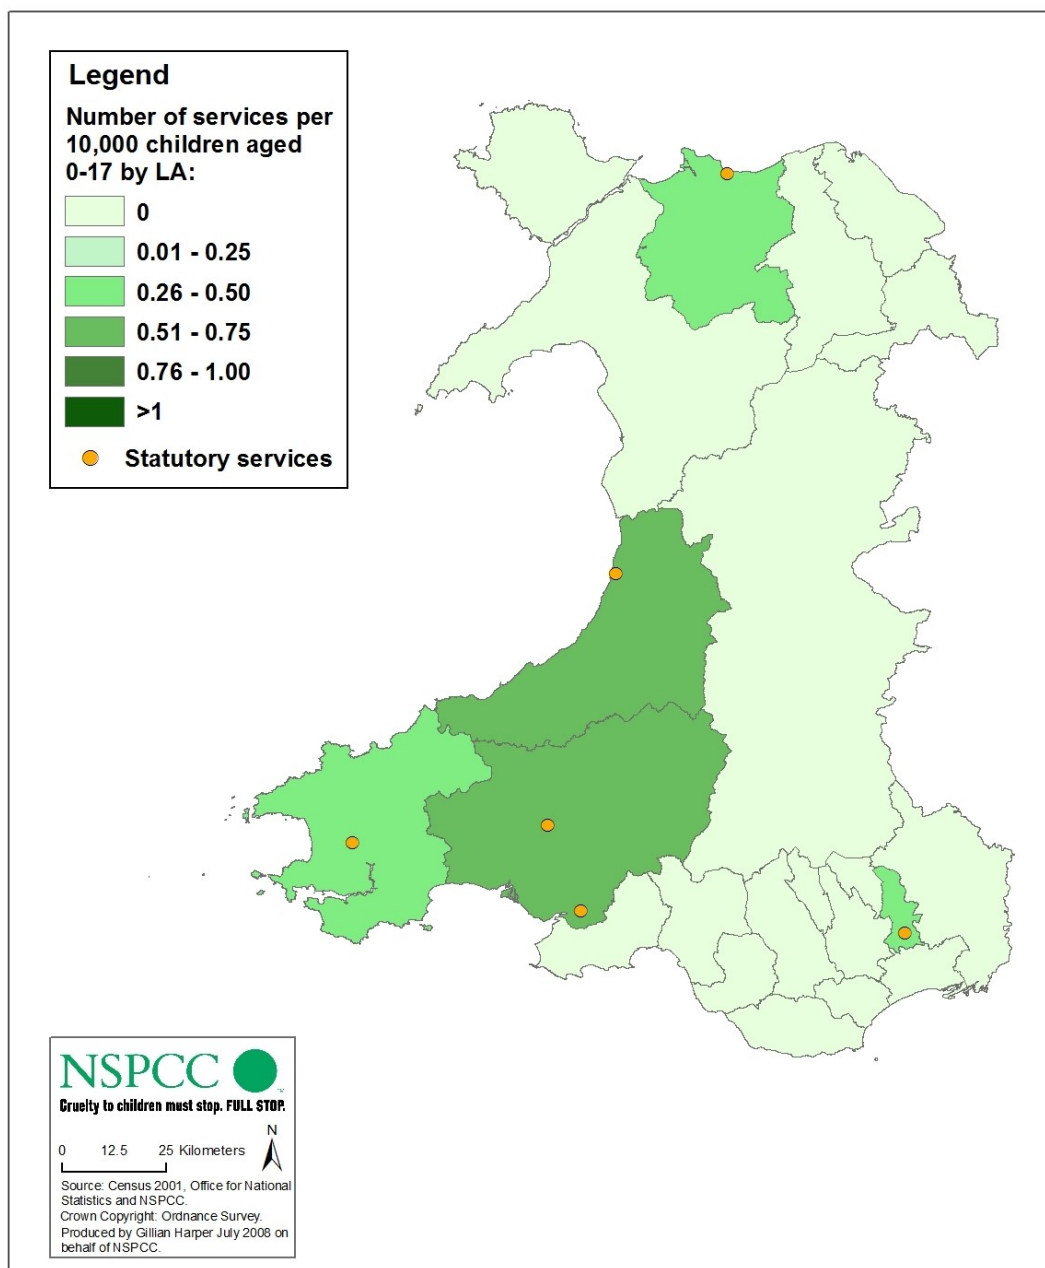 Legend
Number of services per
10,000 children aged
0-17 by LA:
0
0.01 - 0.25
0.26 - 0.50
0.51 - 0.75
0.76 - 1.00
>1
Statutory services
NSPCC
Cruelty to children must stop. FULL STOP.
N
0 12.5 25 Kilometers
Source: Census 2001, Office for National
Statistics and NSPCC.
Crown Copyright: Ordnance Survey.
Produced by Gillian Harper July 2008 on
behalf of NSPCC.